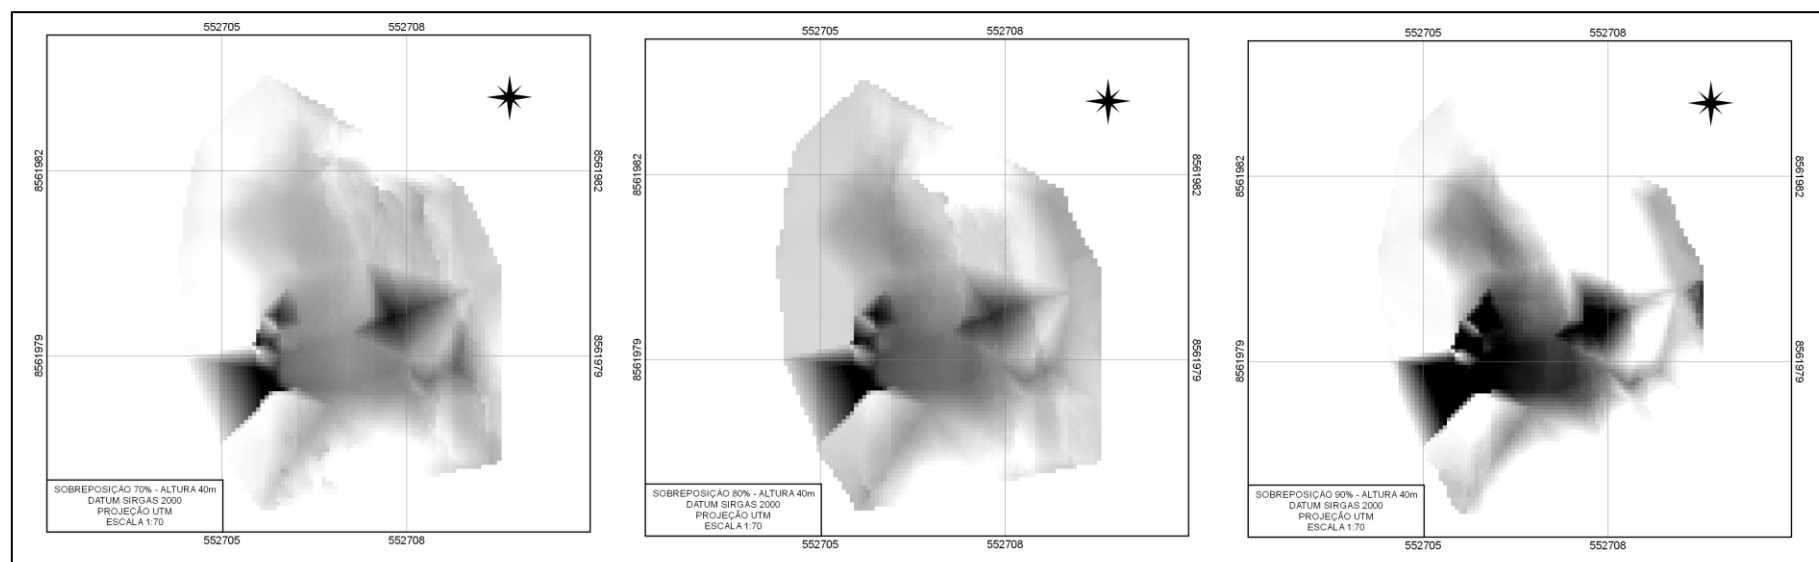 552705 552708
8561982 8561982
8561979 8561979
SOBREPOSIÇÃO 70% - ALTURA 40m
DATUM SIRGAS 2000
PROJEÇÃO UTM
ESCALA 1:70
552705 552708
552705 552708
8561982 8561982
8561979 8561979
SOBREPOSIÇÃO 80% - ALTURA 40m
DATUM SIRGAS 2000
PROJEÇÃO UTM
ESCALA 1:70
552705 552708
552705 552708
8561982 8561982
8561979 8561979
SOBREPOSIÇÃO 90% - ALTURA 40m
DATUM SIRGAS 2000
PROJEÇÃO UTM
ESCALA 1:70
552705 552708